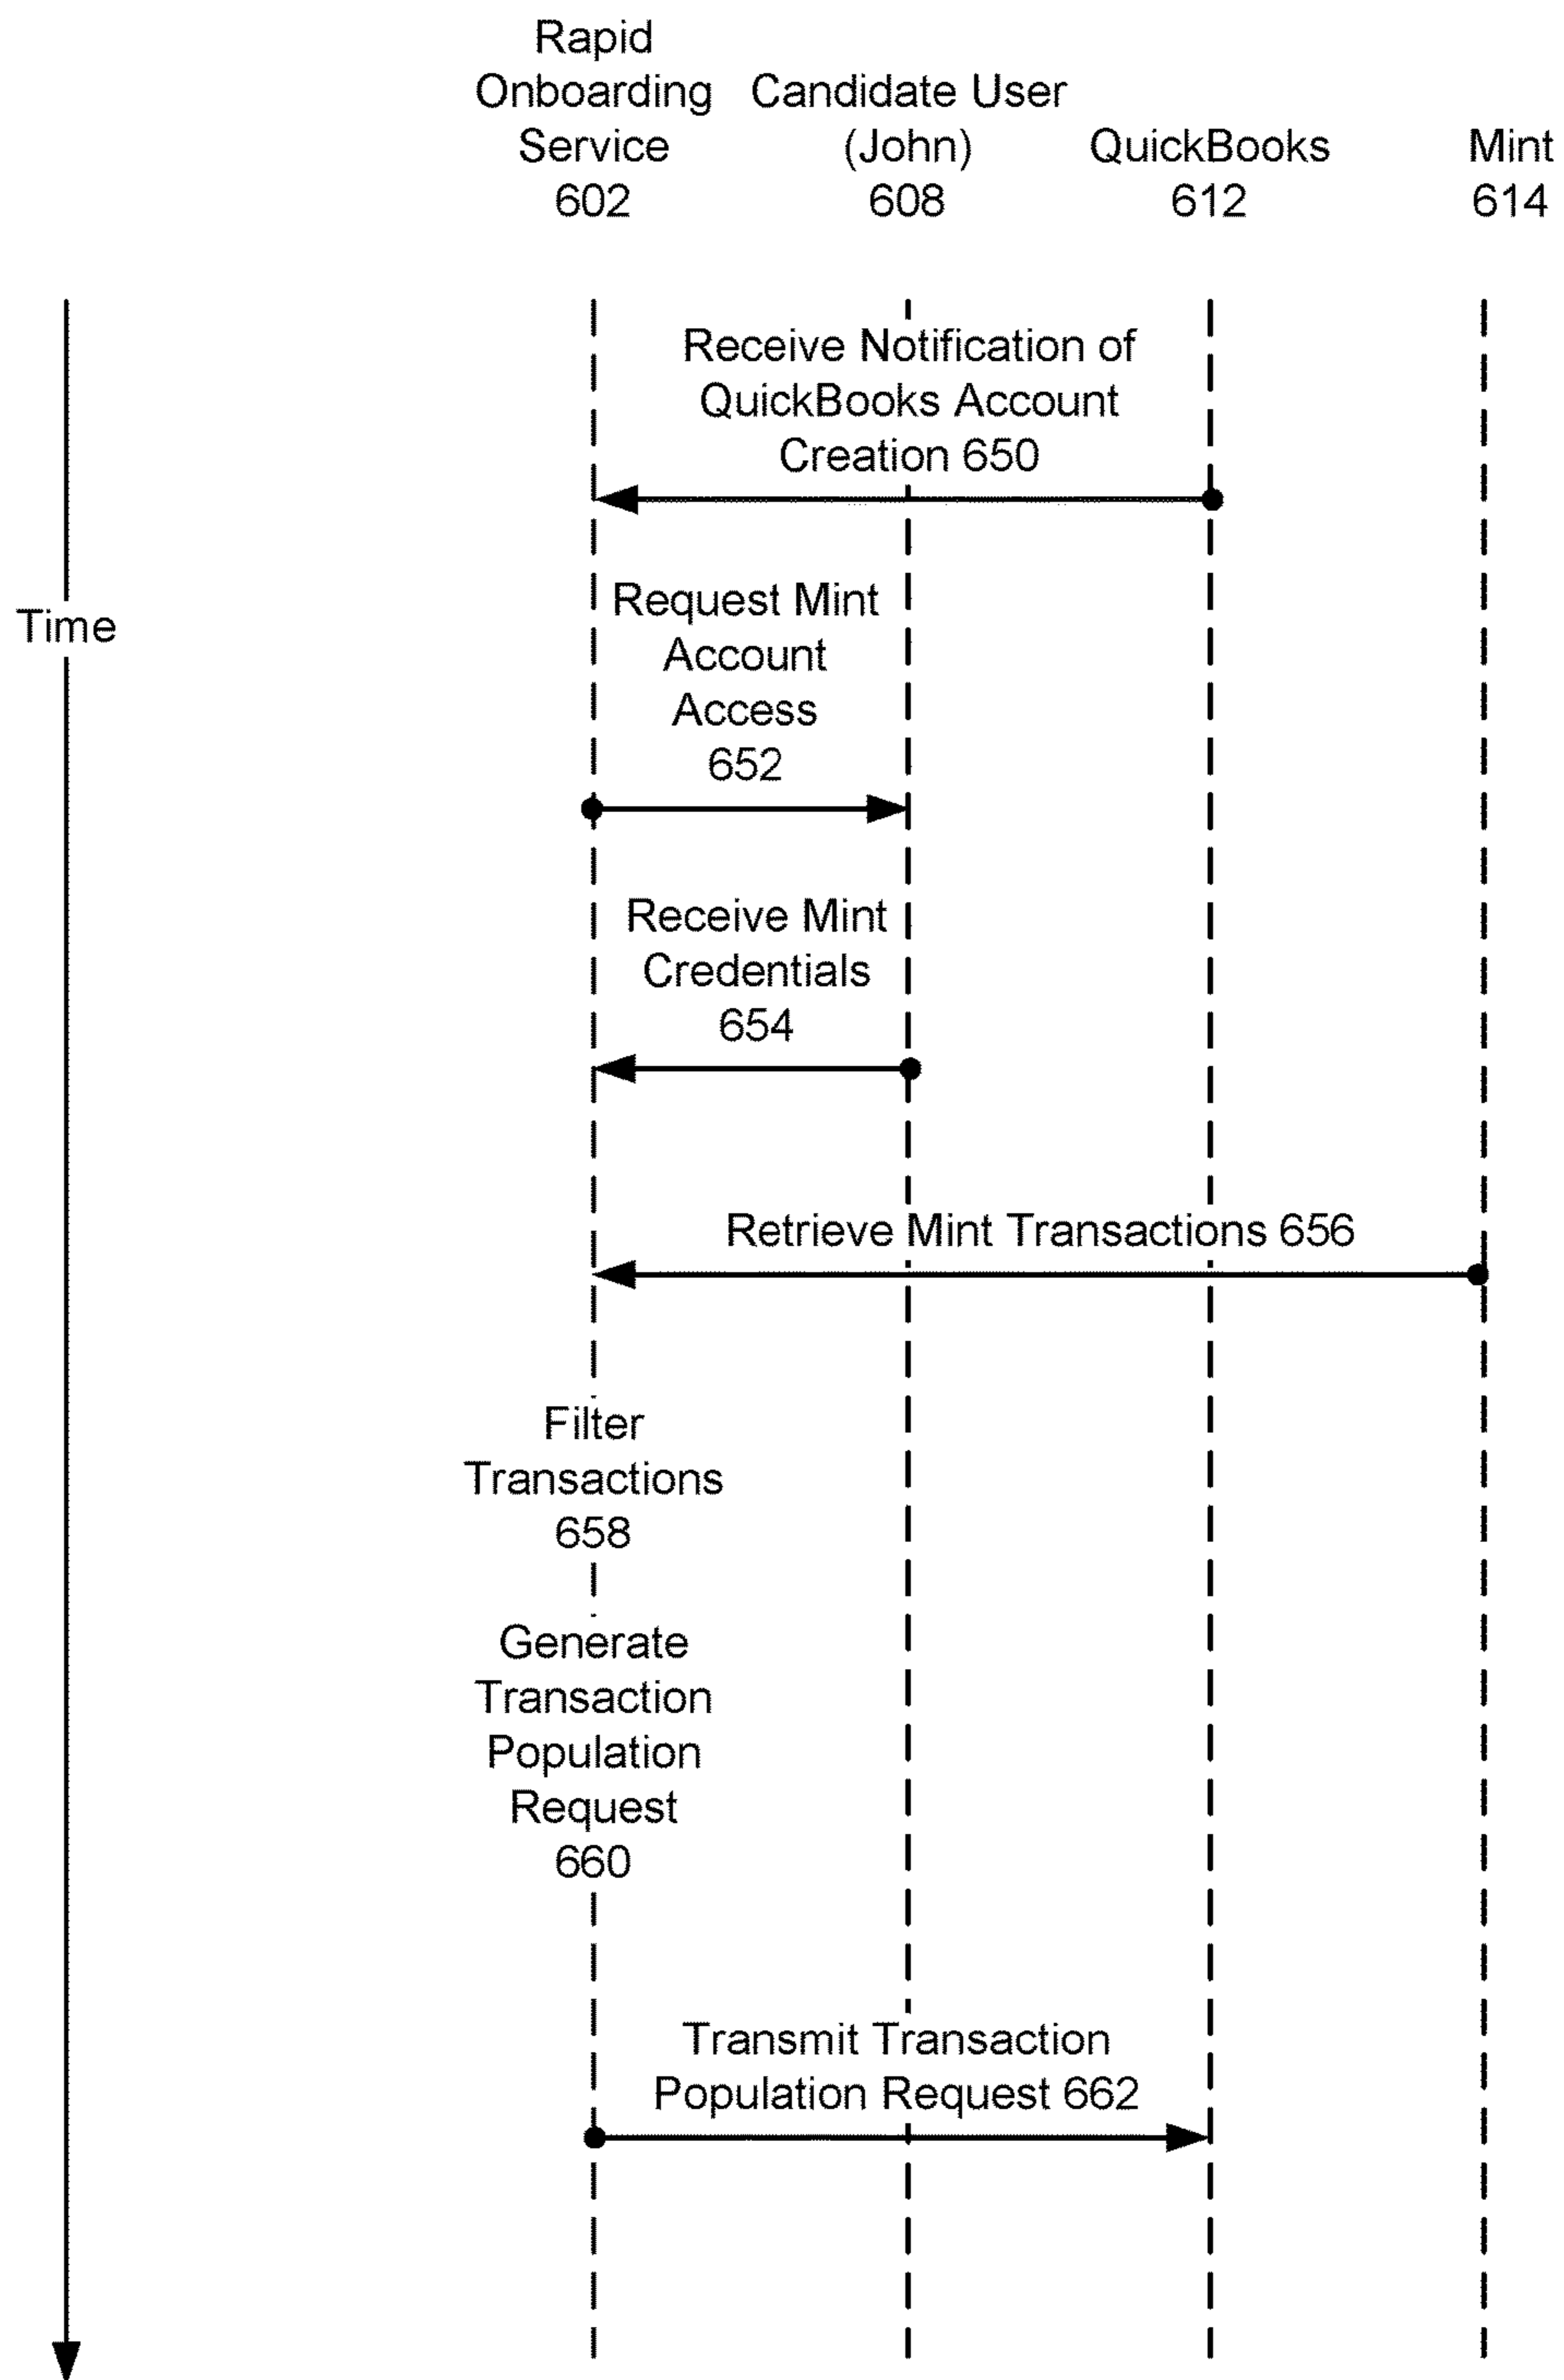 Rapid
Onboarding
Service
602
Candidate User
(John)
608
QuickBooks
612
Mint
614
Receive Notification of
QuickBooks Account
Creation 650
Time
Request Mint
Account
Access
652
Receive Mint
Credentials
654
Retrieve Mint Transactions 656
Filter
Transactions
658
Generate
Transaction
Population
Request
660
Transmit Transaction
Population Request 662